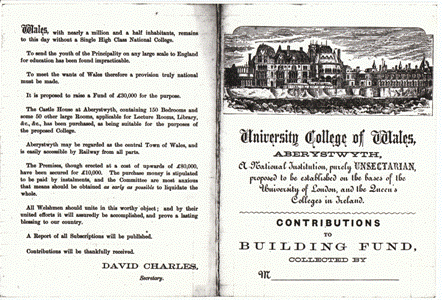 Wales, with nearly a million and a half inhabitants, remains
to this day without a Single High Class National College.
To send the youth of the Principality on any large scale to England
for education has been found impracticable.
To meet the wants of Wales therefore a provision truly national
must be made.
It is proposed to raise a Fund of £30,000 for the purpose.
The Castle House at Aberystwyth, containing 150 Bedrooms and
some 50 other large Rooms, applicable for Lecture Rooms, Library,
&c., &c., has been purchased, as being suitable for the purposes of
the proposed College.
Aberystwyth may be regarded as the central Town of Wales, and
is easily accessible by Railway from all parts.
The Premises, though erected at a cost of upwards of £80,000,
have been secured for £10,000. The purchase money is stipulated
to be paid by instalments, and the Committee are most anxious
that means should be obtained as early as possible to liquidate the
whole.
All Welshmen should unite in this worthy object; and by their
united efforts it will assuredly be accomplished, and prove a lasting
blessing to our country.
A Report of all Subscriptions will be published.
Contributions will be thankfully received.
DAVID CHARLES,
Secretary.
University College of Wales,
ABERYSTWYTH,
A National Institution, purely UNSECTARIAN,
proposed to be established on the bases of the
University of London, and the Queen's
Colleges in Ireland.
CONTRIBUTIONS
TO
BUILDING FUND,
COLLECTED BY
M